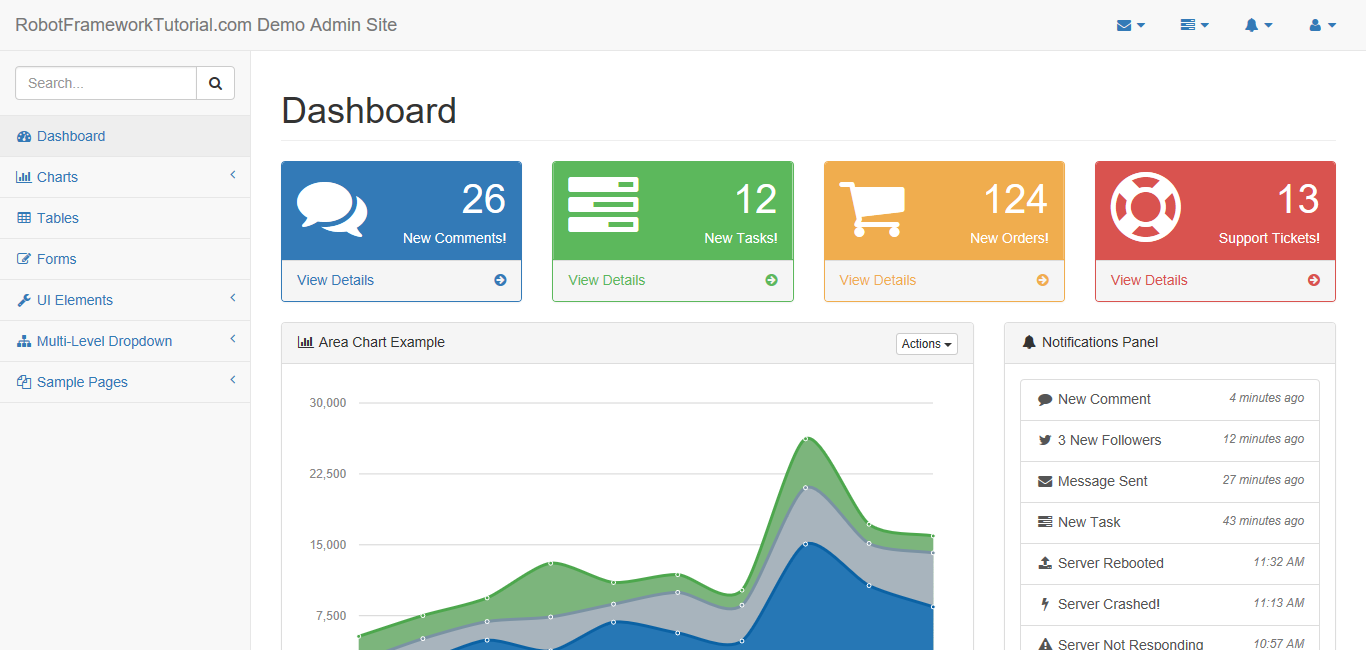 RobotFrameworkTutorial.com Demo Admin Site
Search...
Dashboard
Charts
Tables
Forms
UI Elements
Multi-Level Dropdown
Sample Pages
Dashboard
26
New Comments!
View Details
12
New Tasks!
View Details
124
New Orders!
View Details
13
Support Tickets!
View Details
Area Chart Example
Actions
30,000
22,500
15,000
7,500
Notifications Panel
New Comment 4 minutes ago
3 New Followers 12 minutes ago
Message Sent 27 minutes ago
New Task 43 minutes ago
Server Rebooted 11:32 AM
Server Crashed! 11:13 AM
Server Not Responding 10:57 AM